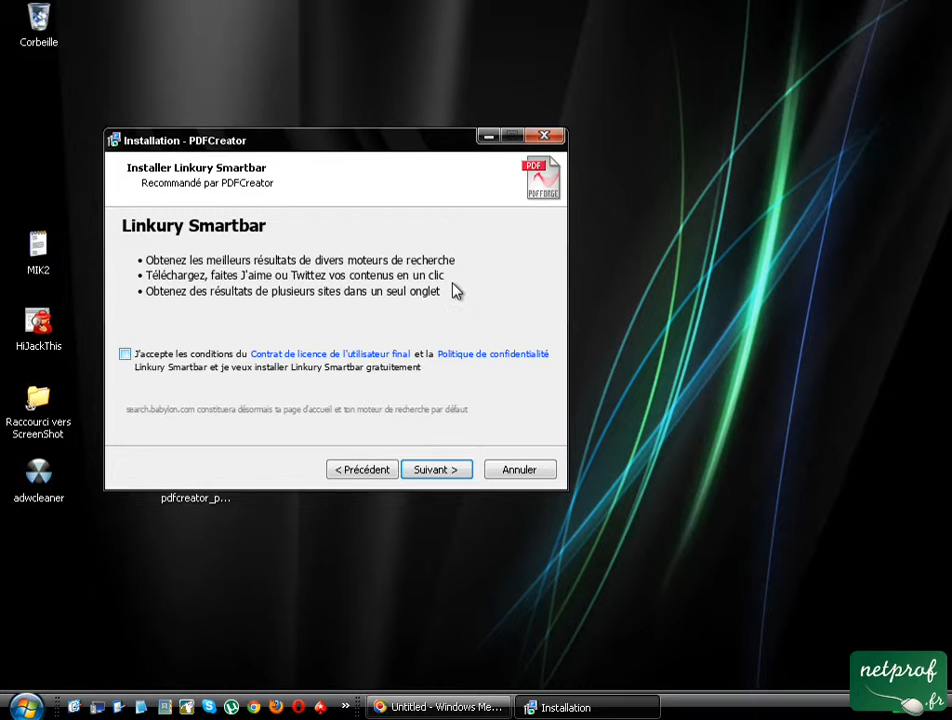 Corbeille
Installation - PDFCreator
Installer Linkury Smartbar
Recommandé par PDFCreator
PDF
PDFFORGE
Linkury Smartbar
• Obtenez les meilleurs résultats de divers moteurs de recherche
• Téléchargez, faites J'aime ou Twittez vos contenus en un clic
• Obtenez des résultats de plusieurs sites dans un seul onglet
MIK2
HiJackThis
J'accepte les conditions du Contrat de licence de l'utilisateur final et la Politique de confidentialité
Linkury Smartbar et je veux installer Linkury Smartbar gratuitement
Raccourci vers
ScreenShot
search.babylon.com constituera désormais ta page d'accueil et ton moteur de recherche par défaut
< Précédent
Suivant >
Annuler
adwcleaner
pdfcreator_p...
netprof
.fr
Untitled - Windows Me...
Installation